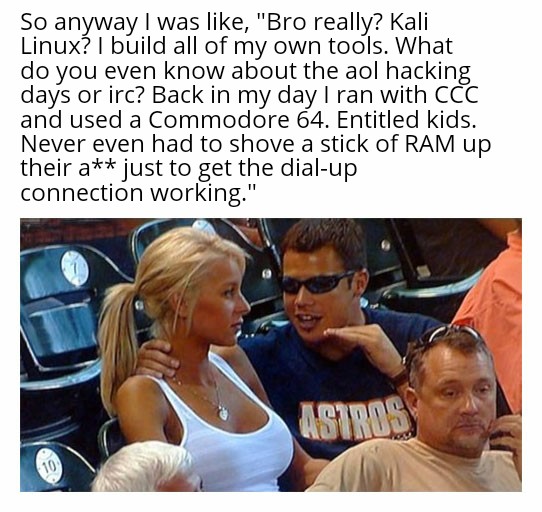 So anyway I was like, "Bro really? Kali
Linux? I build all of my own tools. What
do you even know about the aol hacking
days or irc? Back in my day I ran with CCC
and used a Commodore 64. Entitled kids.
Never even had to shove a stick of RAM up
their a** just to get the dial-up
connection working."
1
ASTROS
10